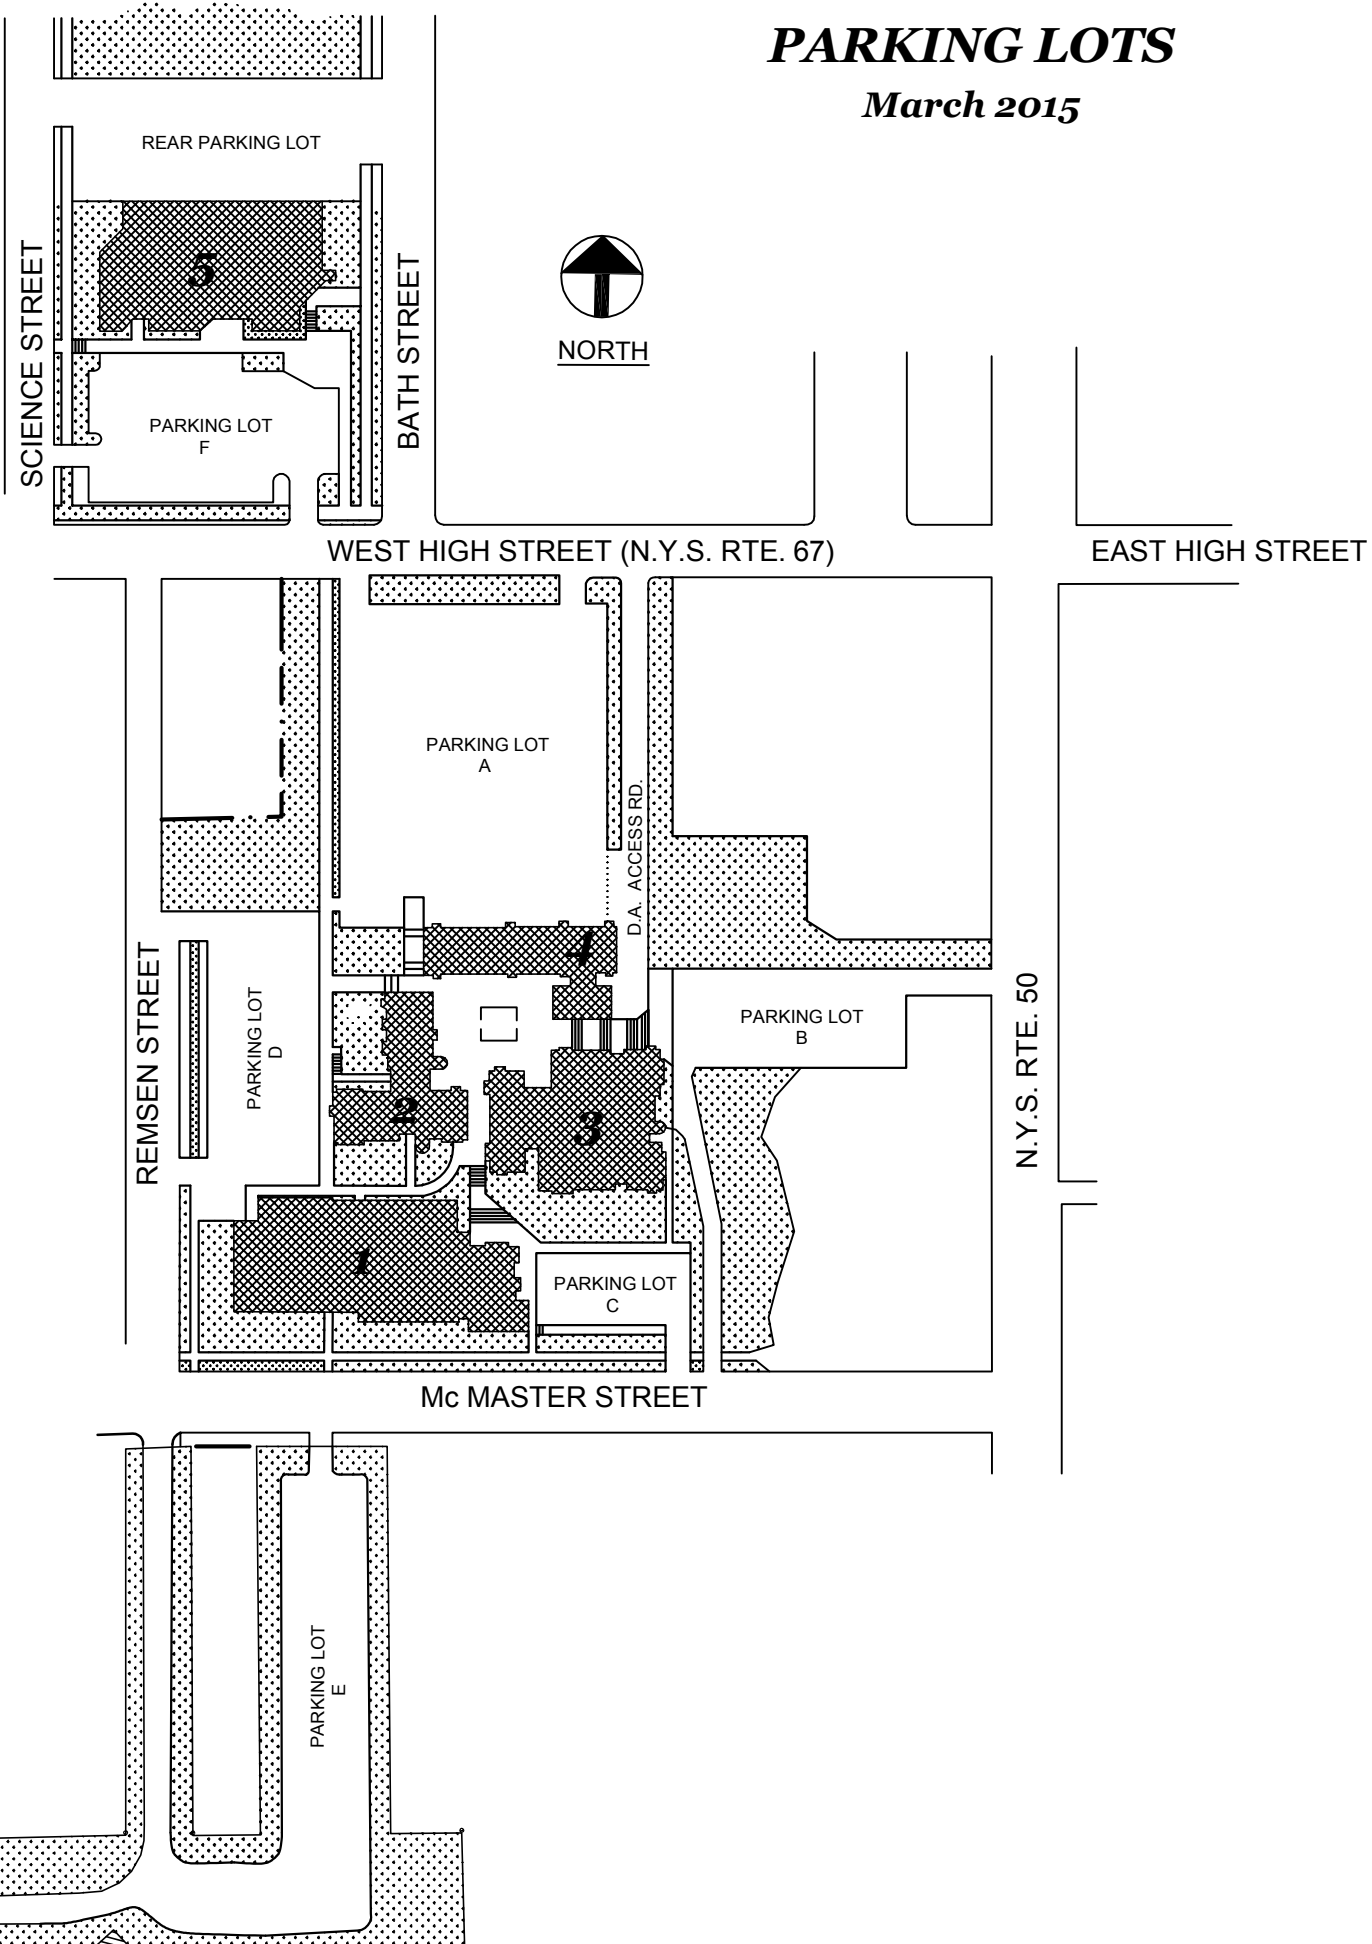 PARKING LOTS
March 2015
REAR PARKING LOT
5
SCIENCE STREET
BATH STREET
NORTH
PARKING LOT
F
WEST HIGH STREET (N.Y.S. RTE. 67)
EAST HIGH STREET
PARKING LOT
A
D.A. ACCESS RD.
4
REMSEN STREET
PARKING LOT
D
PARKING LOT
B
N.Y.S. RTE. 50
2
3
1
PARKING LOT
C
Mc MASTER STREET
PARKING LOT
E